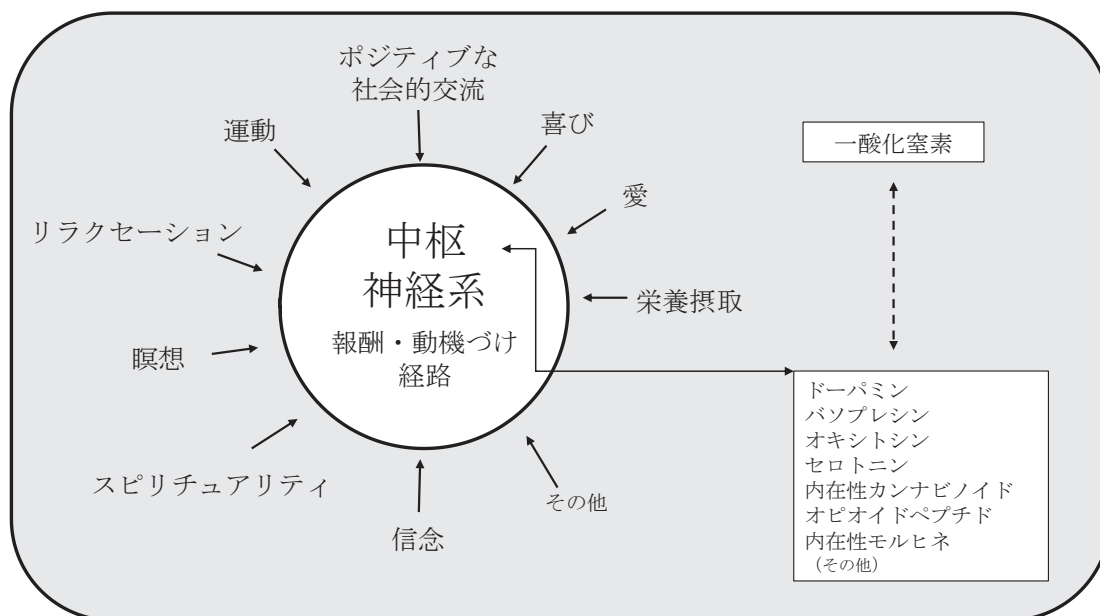 ポジティブな
社会的交流
運動
喜び
一酸化窒素
愛
リラクセーション
中枢
神経系
栄養摂取
報酬・動機づけ
経路
瞑想
ドーパミン
バソプレシン
オキシトシン
セロトニン
内在性カンナビノイド
オピオイドペプチド
内在性モルヒネ
（その他）
スピリチュアリティ
その他
信念